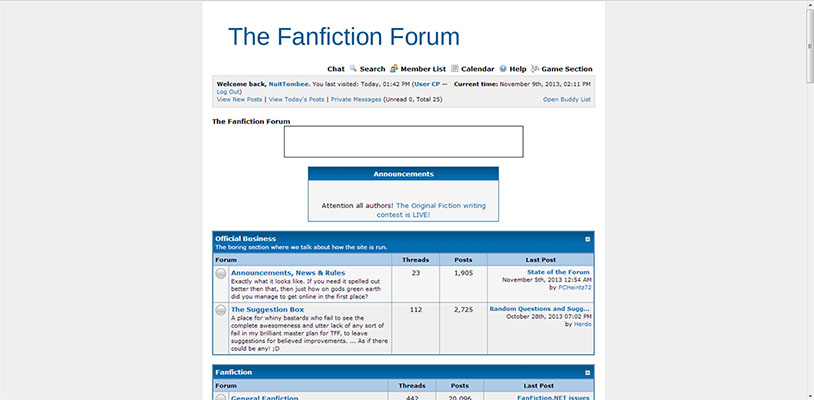 The Fanfiction Forum
Chat Search Member List Calendar Help Game Section
Welcome back, NuitTombee. You last visited: Today, 01:42 PM (User CP —
Log Out)
Current time: November 9th, 2013, 02:11 PM
View New Posts | View Today's Posts | Private Messages (Unread 0, Total 25)
Open Buddy List
The Fanfiction Forum
Announcements
Attention all authors! The Original Fiction writing
contest is LIVE!
Official Business
The boring section where we talk about how the site is run.
Forum Threads Posts Last Post
Announcements, News & Rules
Exactly what it looks like. If you need it spelled out
better then that, then just how on gods green earth
did you manage to get online in the first place?
23
1,905
State of the Forum
November 5th, 2013 12:54 AM
by PCHeintz72
The Suggestion Box
A place for whiny bastards who fail to see the
complete awesomeness and utter lack of any sort of
fail in my brilliant master plan for TFF, to leave
suggestions for believed improvements. ... As if there
could be any! ;D
112
2,725
Random Questions and Sugg...
October 28th, 2013 07:02 PM
by Herdo
Fanfiction
Forum Threads Posts Last Post
General Fanfiction
442
20,096
FanFiction.NET issues